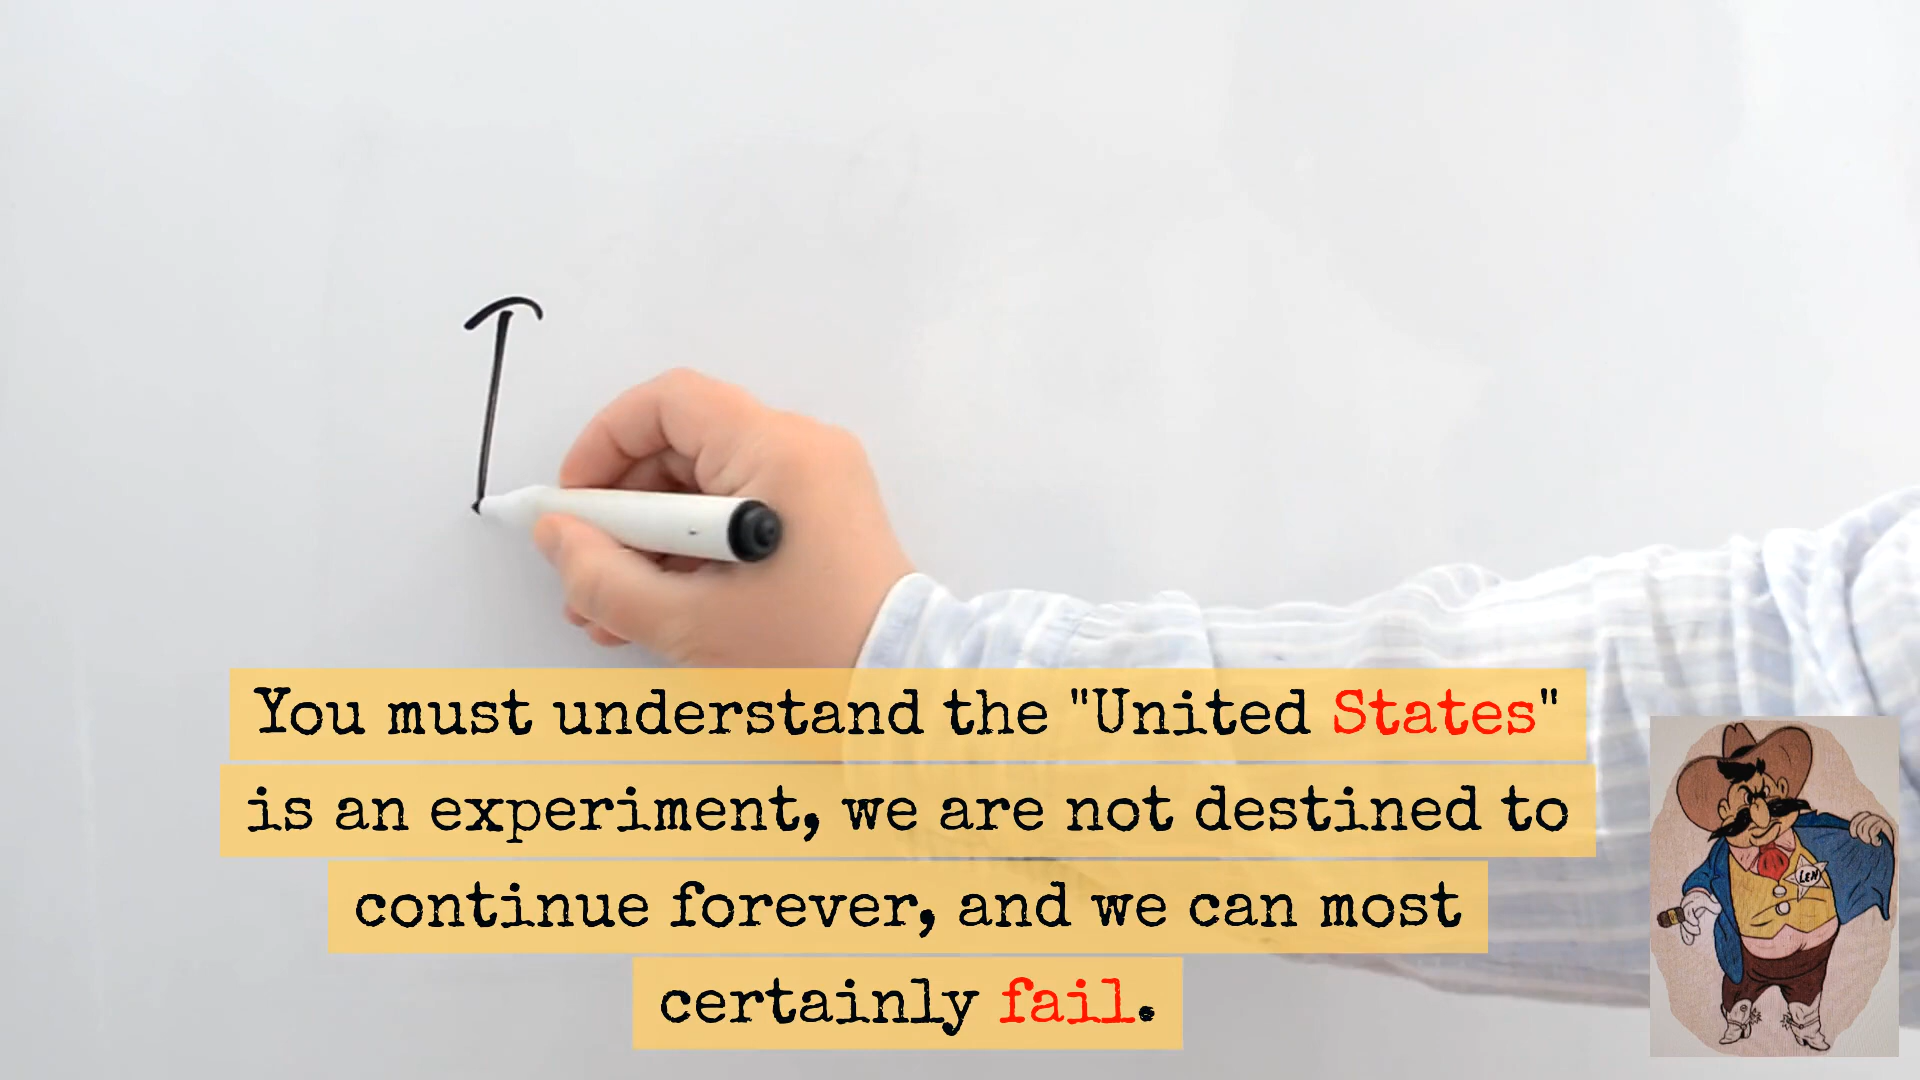 T
You must understand the "United States"
is an experiment, we are not destined to
continue forever, and we can most
certainly fail.
LEN